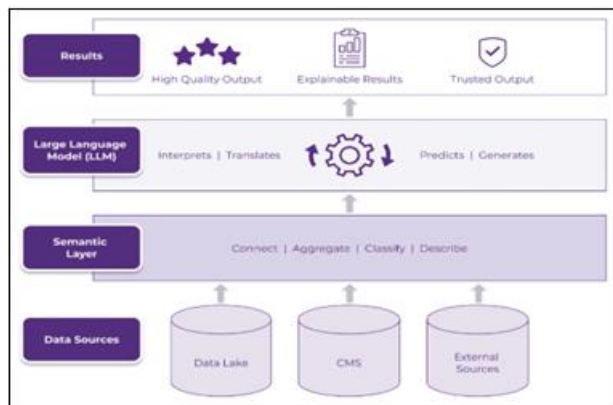 Results
High Quality Output
Explainable Results
Trusted Output
Large Language
Model (LLM)
Interprets | Translates
Predicts | Generates
Semantic
Layer
Connect | Aggregate | Classify | Describe
Data Sources
Data Lake
CMS
External
Sources